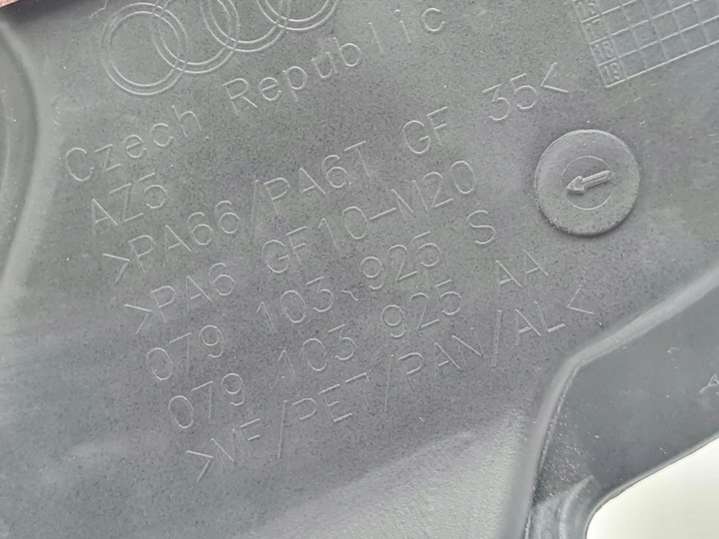 Czech Republic
AZ5
>PA66/PA6T GF 35<
>PA6 GF10-M20
079 103 925 S
079 103 925 AA
>MF/PET/PAN/AL<